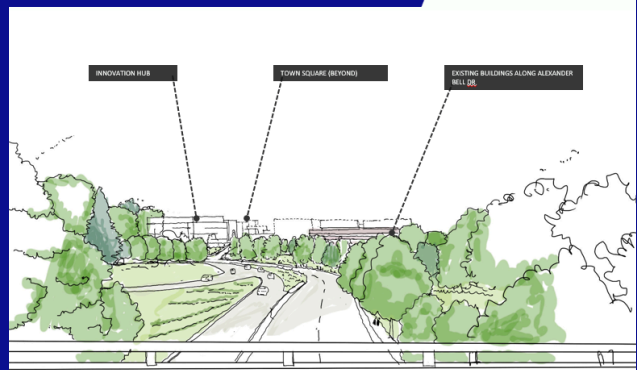 INNOVATION HUB
TOWN SQUARE (BEYOND)
EXISTING BUILDINGS ALONG ALEXANDER
BELL DR